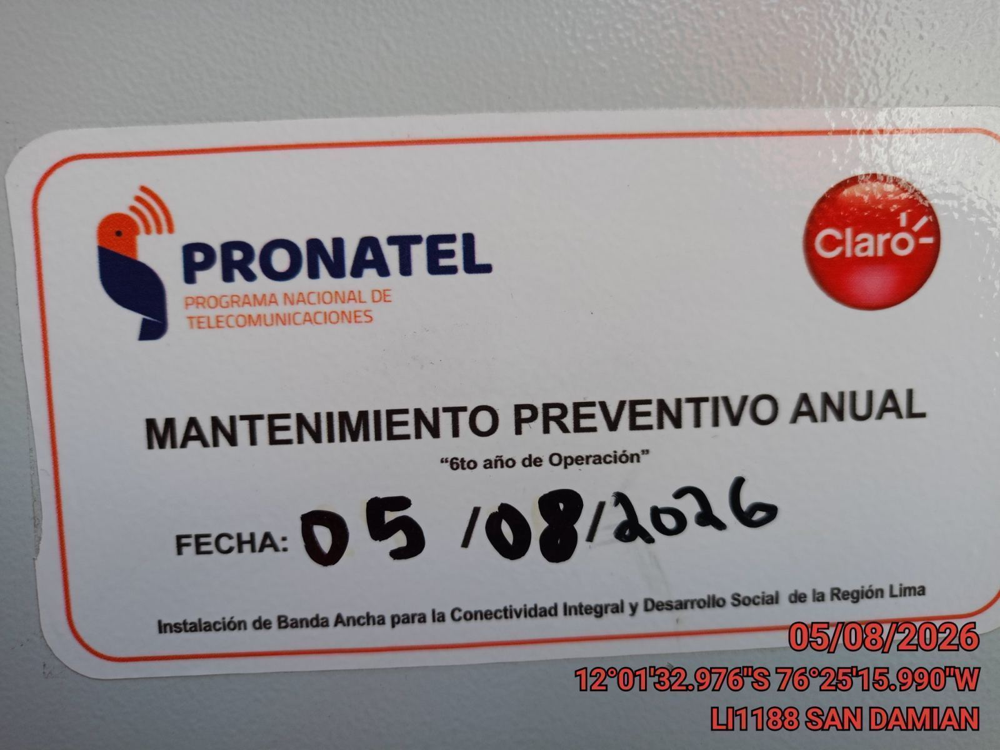 PRONATEL
PROGRAMA NACIONAL DE
TELECOMUNICACIONES
Claro
MANTENIMIENTO PREVENTIVO ANUAL
“6to año de Operación”
FECHA: 05/08/2026
Instalación de Banda Ancha para la Conectividad Integral y Desarrollo Social de la Región Lima
05/08/2026
12°01'32.976"S 76°25'15.990"W
LI1188 SAN DAMIAN